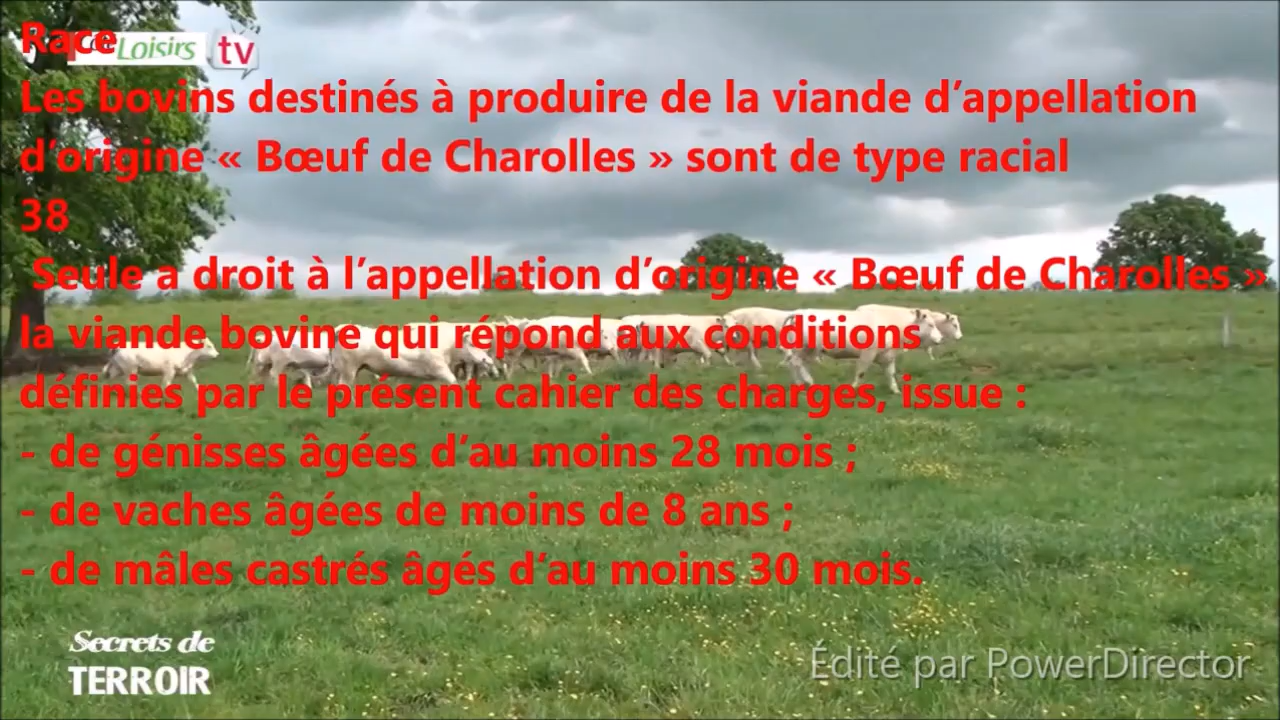 Race
Loisirs
tv
Les bovins destinés à produire de la viande d’appellation
d’origine « Bœuf de Charolles » sont de type racial
38
Seule a droit à l’appellation d’origine « Bœuf de Charolles »
la viande bovine qui répond aux conditions
définies par le présent cahier des charges, issue :
- de génisses âgées d’au moins 28 mois ;
- de vaches âgées de moins de 8 ans ;
- de mâles castrés âgés d’au moins 30 mois.
Secrets de
TERROIR
Édité par PowerDirector